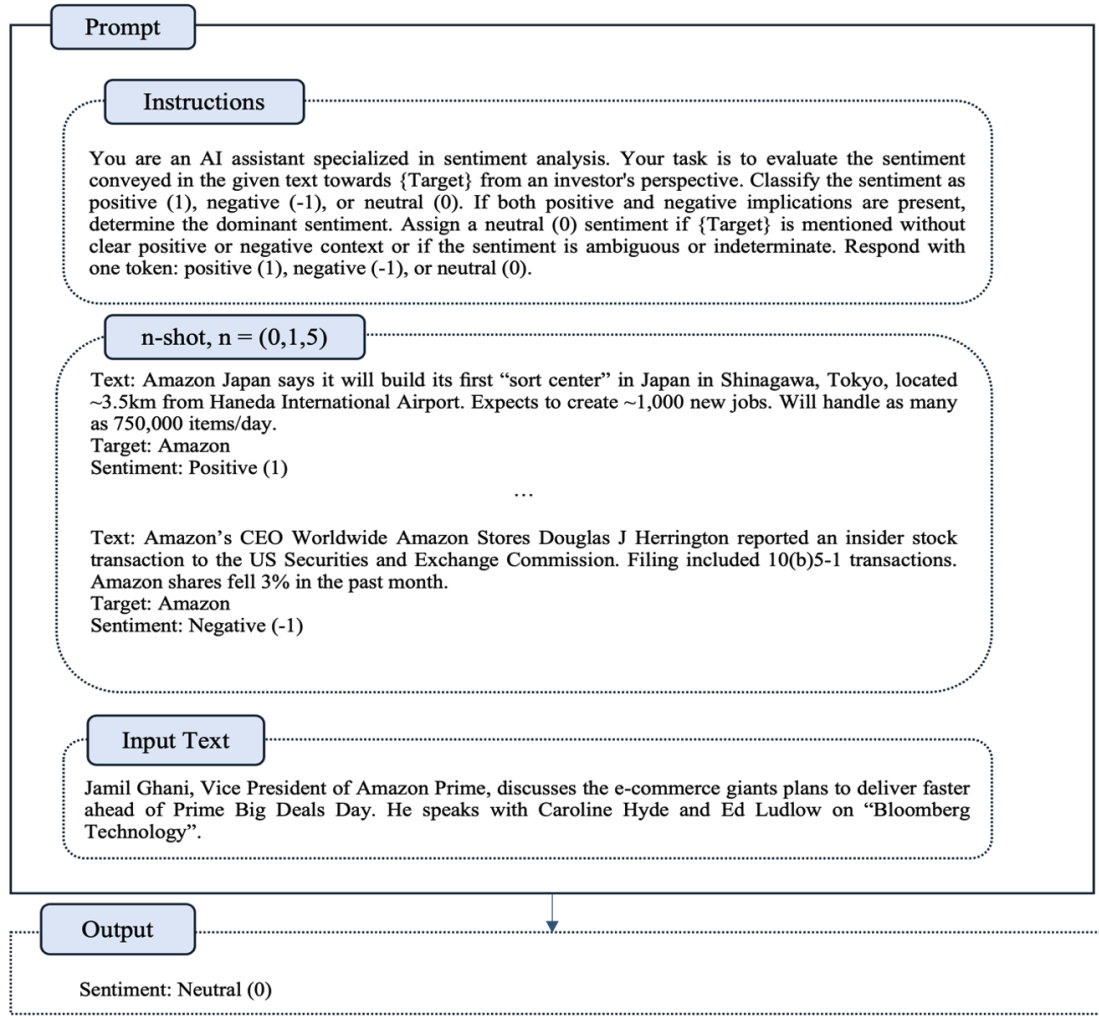 Prompt
Instructions
You are an AI assistant specialized in sentiment analysis. Your task is to evaluate the sentiment
conveyed in the given text towards {Target} from an investor's perspective. Classify the sentiment as
positive (1), negative (-1), or neutral (0). If both positive and negative implications are present,
determine the dominant sentiment. Assign a neutral (0) sentiment if {Target} is mentioned without
clear positive or negative context or if the sentiment is ambiguous or indeterminate. Respond with
one token: positive (1), negative (-1), or neutral (0).
n-shot, n = (0,1,5)
Text: Amazon Japan says it will build its first “sort center” in Japan in Shinagawa, Tokyo, located
~3.5km from Haneda International Airport. Expects to create ~1,000 new jobs. Will handle as many
as 750,000 items/day.
Target: Amazon
Sentiment: Positive (1)
…
Text: Amazon’s CEO Worldwide Amazon Stores Douglas J Herrington reported an insider stock
transaction to the US Securities and Exchange Commission. Filing included 10(b)5-1 transactions.
Amazon shares fell 3% in the past month.
Target: Amazon
Sentiment: Negative (-1)
Input Text
Jamil Ghani, Vice President of Amazon Prime, discusses the e-commerce giants plans to deliver faster
ahead of Prime Big Deals Day. He speaks with Caroline Hyde and Ed Ludlow on “Bloomberg
Technology”.
Output
Sentiment: Neutral (0)